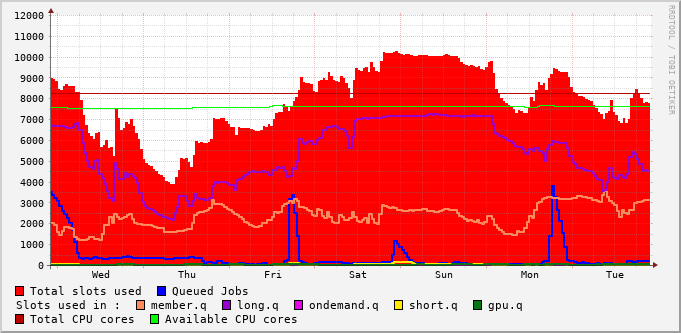 12000
11000
10000
9000
8000
7000
6000
5000
4000
3000
2000
1000
0
Wed Thu Fri Sat Sun Mon Tue
RRDTOOL / TOBI OETIKER
Total slots used Queued Jobs
Slots used in : member.q long.q ondemand.q short.q gpu.q
Total CPU cores Available CPU cores